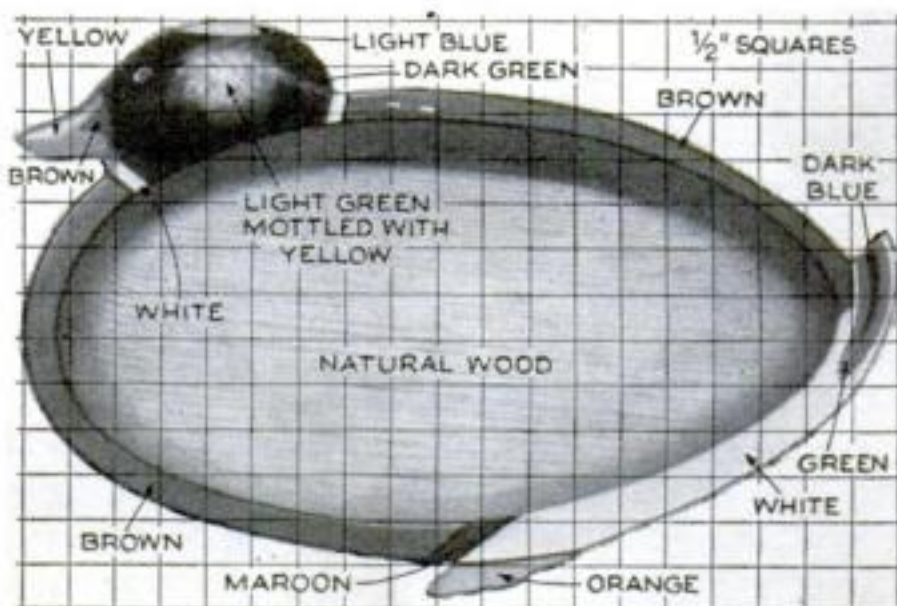 YELLOW
LIGHT BLUE
DARK GREEN
1/2" SQUARES
BROWN
DARK
BLUE
BROWN
LIGHT GREEN
MOTTLED WITH
YELLOW
WHITE
NATURAL WOOD
GREEN
WHITE
BROWN
MAROON
ORANGE